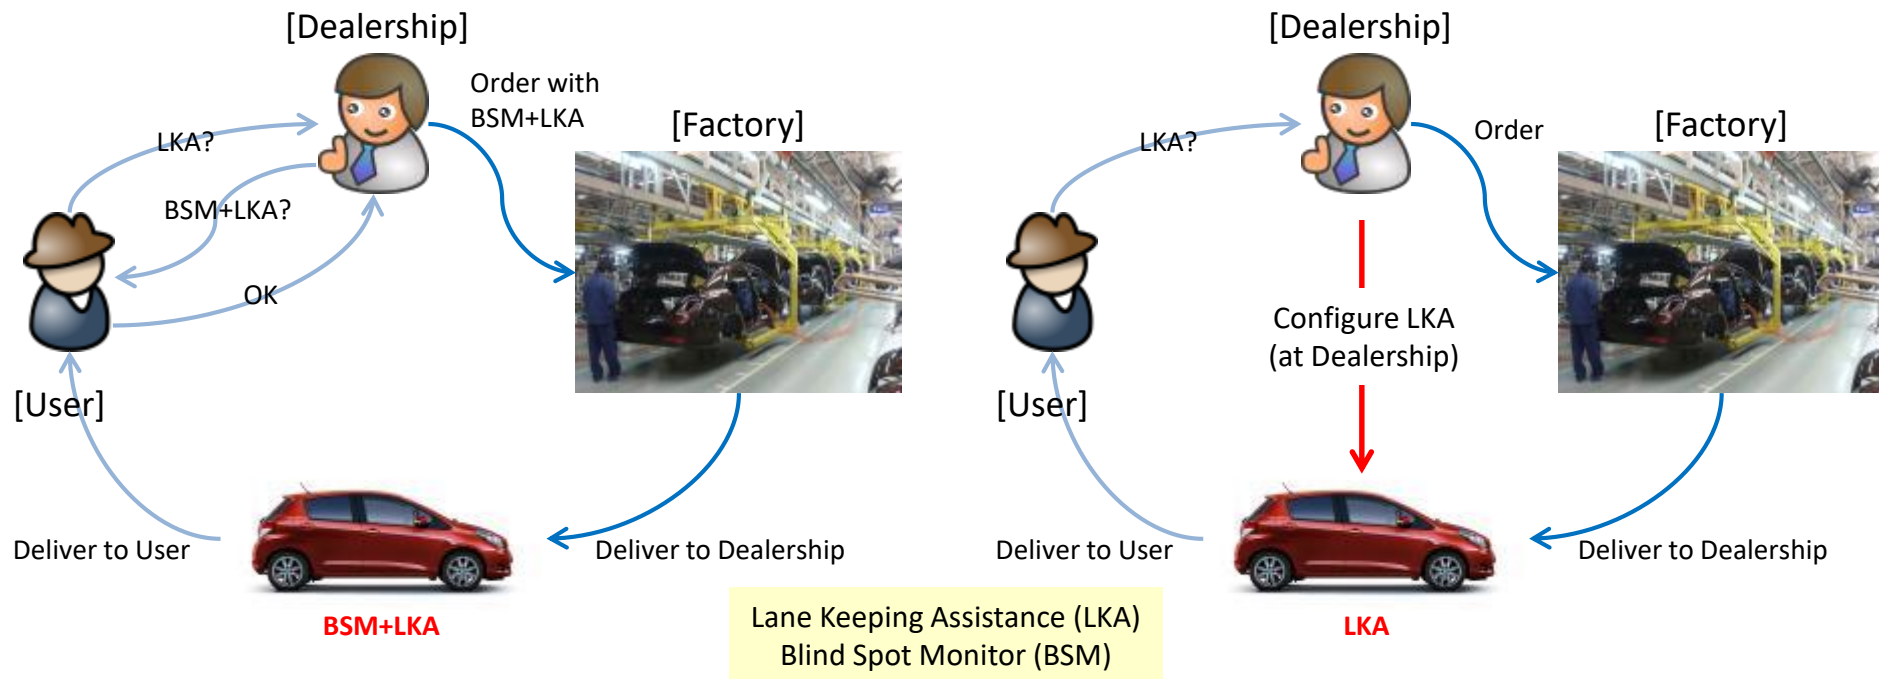 [Dealership]
Order with
BSM+LKA
[Factory]
LKA?
BSM+LKA?
OK
[User]
Deliver to User
Deliver to Dealership
BSM+LKA
[Dealership]
Order
[Factory]
LKA?
Configure LKA
(at Dealership)
[User]
Deliver to User
Deliver to Dealership
LKA
Lane Keeping Assistance (LKA)
Blind Spot Monitor (BSM)